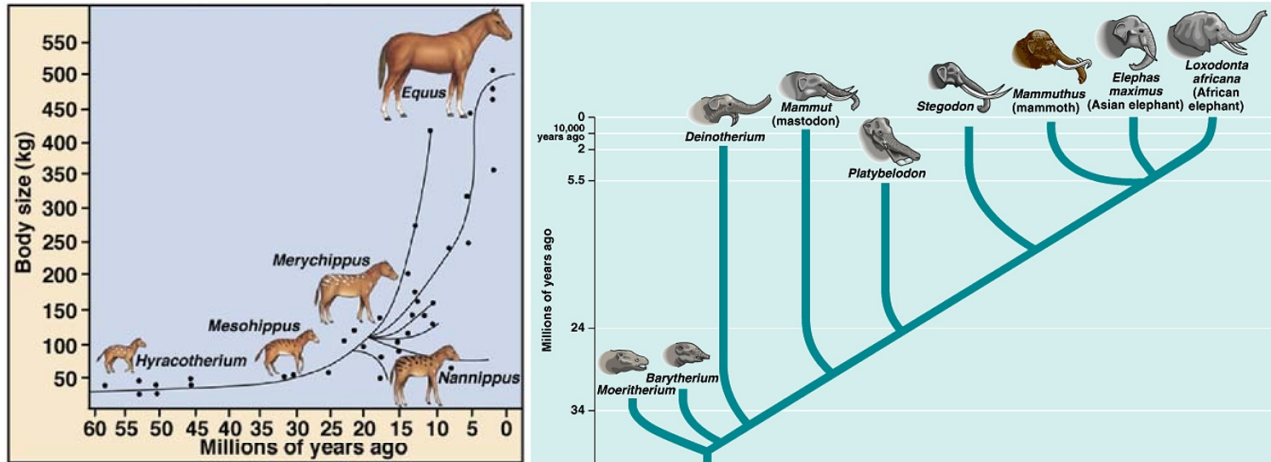 Body size (kg)
550
500
450
400
350
300
250
200
150
100
50
Equus
Merychippus
Mesohippus
Hyracotherium
Nannippus
60 55 50 45 40 35 30 25 20 15 10 5 0
Millions of years ago
Millions of years ago
0
10,000
years ago
2
5.5
24
34
Moeritherium
Barytherium
Deinotherium
Mammut
(mastodon)
Platybelodon
Stegodon
Mammuthus
(mammoth)
Elephas
maximus
(Asian elephant)
Loxodonta
africana
(African
elephant)